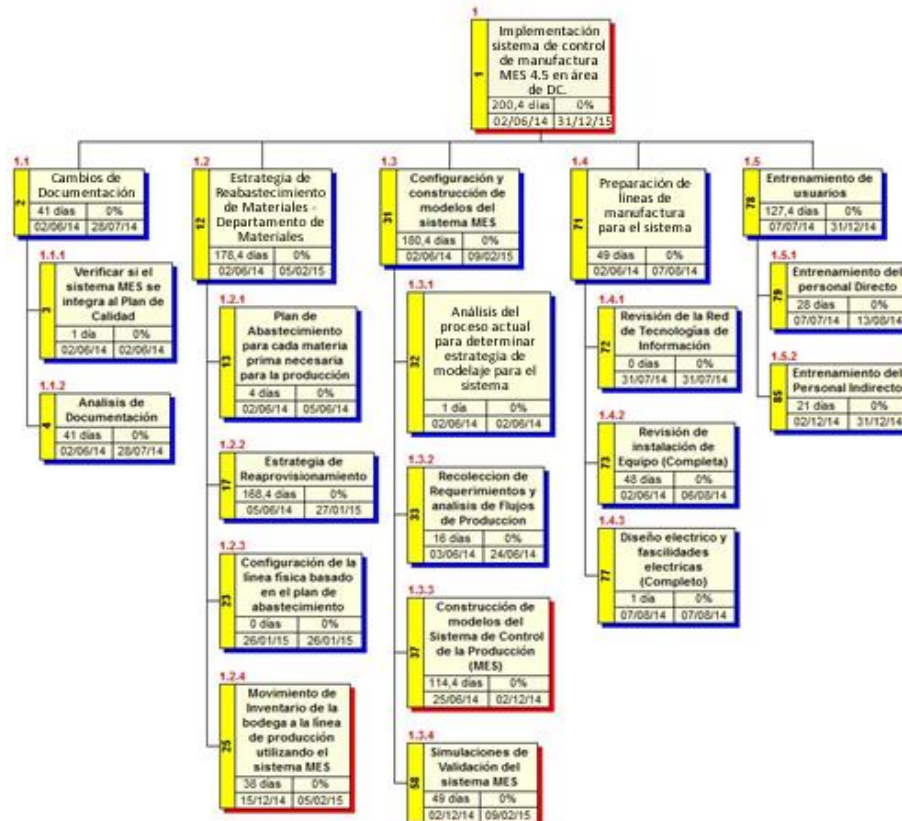 1
Implementación
sistema de control
de manufactura
MES 4.5 en área
de DC.
200,4 días 0%
02/06/14 31/12/15
1.1
2
Cambios de
Documentación
41 días 0%
02/06/14 28/07/14
1.1.1
3
Verificar si el
sistema MES se
integra al Plan de
Calidad
1 día 0%
02/06/14 02/06/14
1.1.2
4
Analisis de
Documentación
41 días 0%
02/06/14 28/07/14
1.2
12
Estrategia de
Reabastecimiento
de Materiales -
Departamento de
Materiales
178,4 días 0%
02/06/14 05/02/15
1.2.1
13
Plan de
Abastecimiento
para cada materia
prima necesaria
para la producción
4 días 0%
02/06/14 05/06/14
1.2.2
17
Estrategia de
Reaprovisionamiento
168,4 días 0%
05/06/14 27/01/15
1.2.3
23
Configuración de la
línea física basado
en el plan de
abastecimiento
0 días 0%
26/01/15 26/01/15
1.2.4
25
Movimiento de
Inventario de la
bodega a la línea
de producción
utilizando el
sistema MES
38 días 0%
15/12/14 05/02/15
1.3
31
Configuración y
construcción de
modelos del
sistema MES
180,4 días 0%
02/06/14 09/02/15
1.3.1
32
Análisis del
proceso actual
para determinar
estrategia de
modelaje para el
sistema
1 día 0%
02/06/14 02/06/14
1.3.2
33
Recoleccion de
Requerimientos y
analisis de Flujos
de Produccion
16 días 0%
03/06/14 24/06/14
1.3.3
37
Construcción de
modelos del
Sistema de Control
de la Producción
(MES)
114,4 días 0%
25/06/14 02/12/14
1.3.4
58
Simulaciones de
Validación del
sistema MES
49 días 0%
02/12/14 09/02/15
1.4
71
Preparación de
líneas de
manufactura
para el sistema
49 días 0%
02/06/14 07/08/14
1.4.1
72
Revisión de la Red
de Tecnologías de
Información
0 días 0%
31/07/14 31/07/14
1.4.2
73
Revisión de
instalación de
Equipo (Completa)
48 días 0%
02/06/14 06/08/14
1.4.3
77
Diseño electrico y
fascilidades
electricas
(Completo)
1 día 0%
07/08/14 07/08/14
1.5
78
Entrenamiento de
usuarios
127,4 días 0%
07/07/14 31/12/14
1.5.1
79
Entrenamiento del
personal Directo
28 días 0%
07/07/14 13/08/14
1.5.2
85
Entrenamiento del
Personal Indirecto
21 días 0%
02/12/14 31/12/14